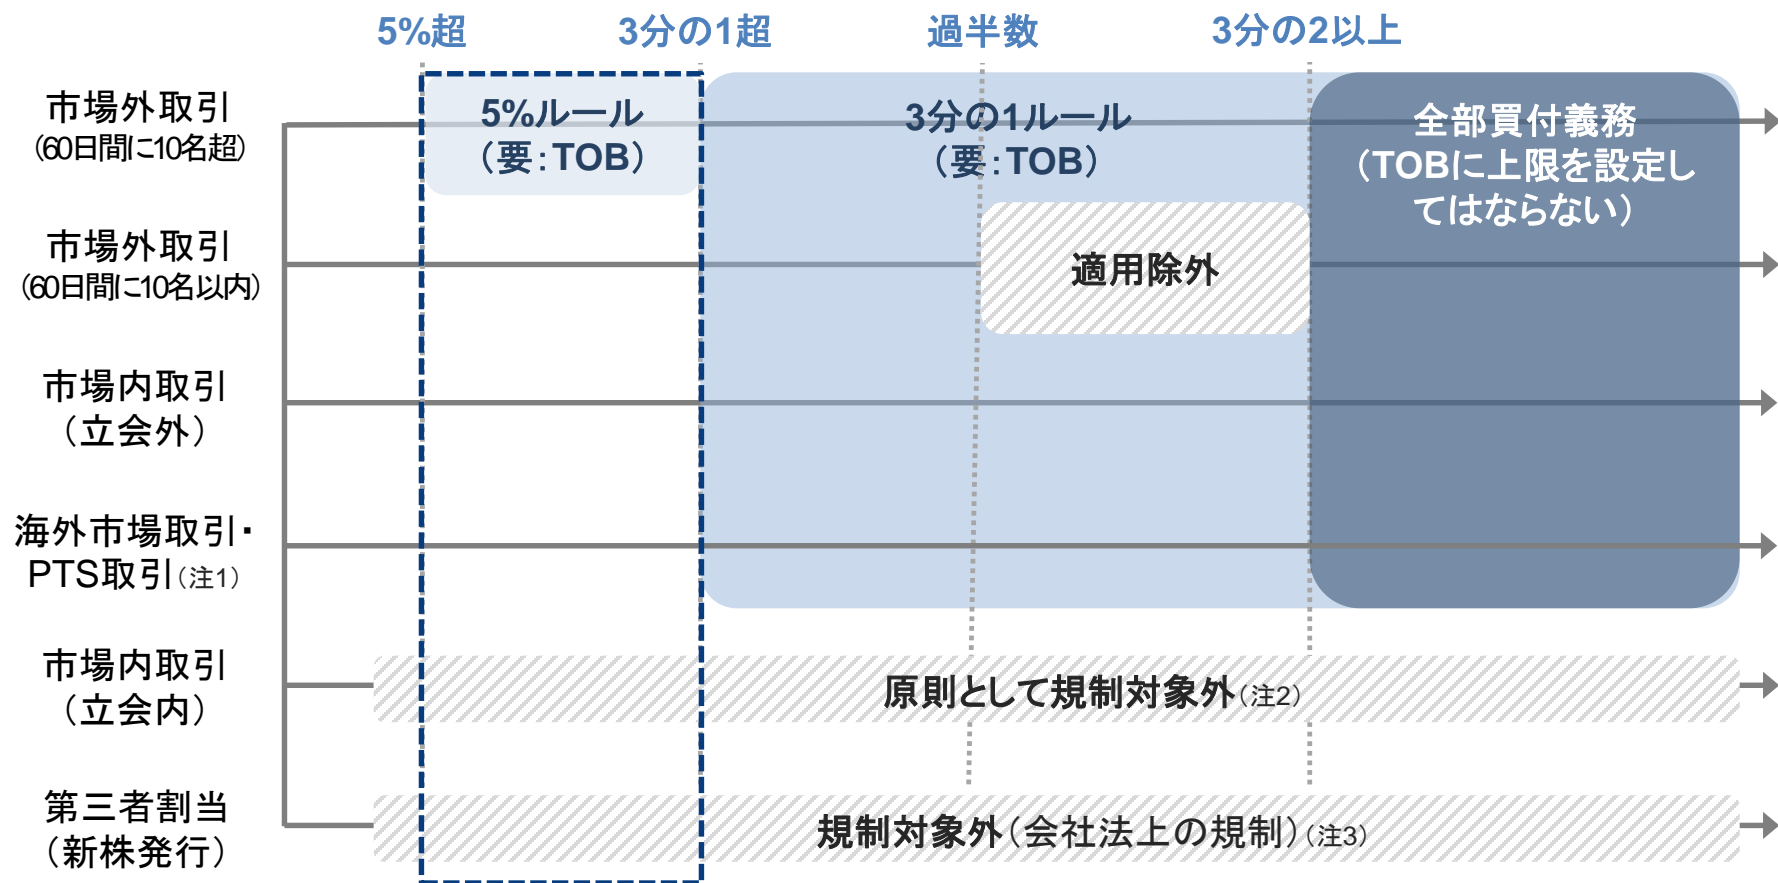 5%超
3分の1超
過半数
3分の2以上
市場外取引
（60日間に10名超）
5%ルール
（要：TOB）
3分の1ルール
（要：TOB）
全部買付義務
（TOBに上限を設定し
てはならない）
市場外取引
（60日間に10名以内）
適用除外
市場内取引
（立会外）
海外市場取引・
PTS取引（注1）
市場内取引
（立会内）
原則として規制対象外（注2）
第三者割当
（新株発行）
規制対象外（会社法上の規制）（注3）